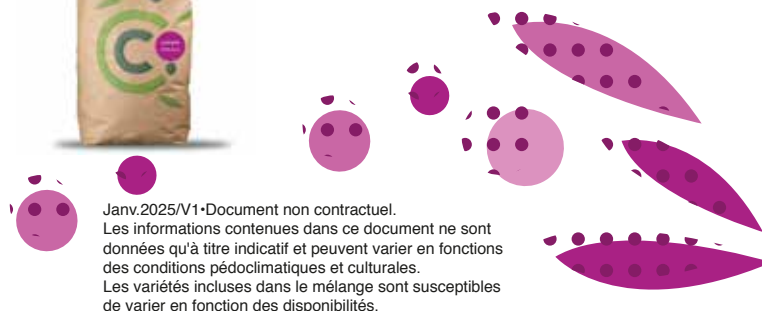 Janv.2025/V1•Document non contractuel.
Les informations contenues dans ce document ne sont
données qu'à titre indicatif et peuvent varier en fonctions
des conditions pédoclimatiques et culturales.
Les variétés incluses dans le mélange sont susceptibles
de varier en fonction des disponibilités.